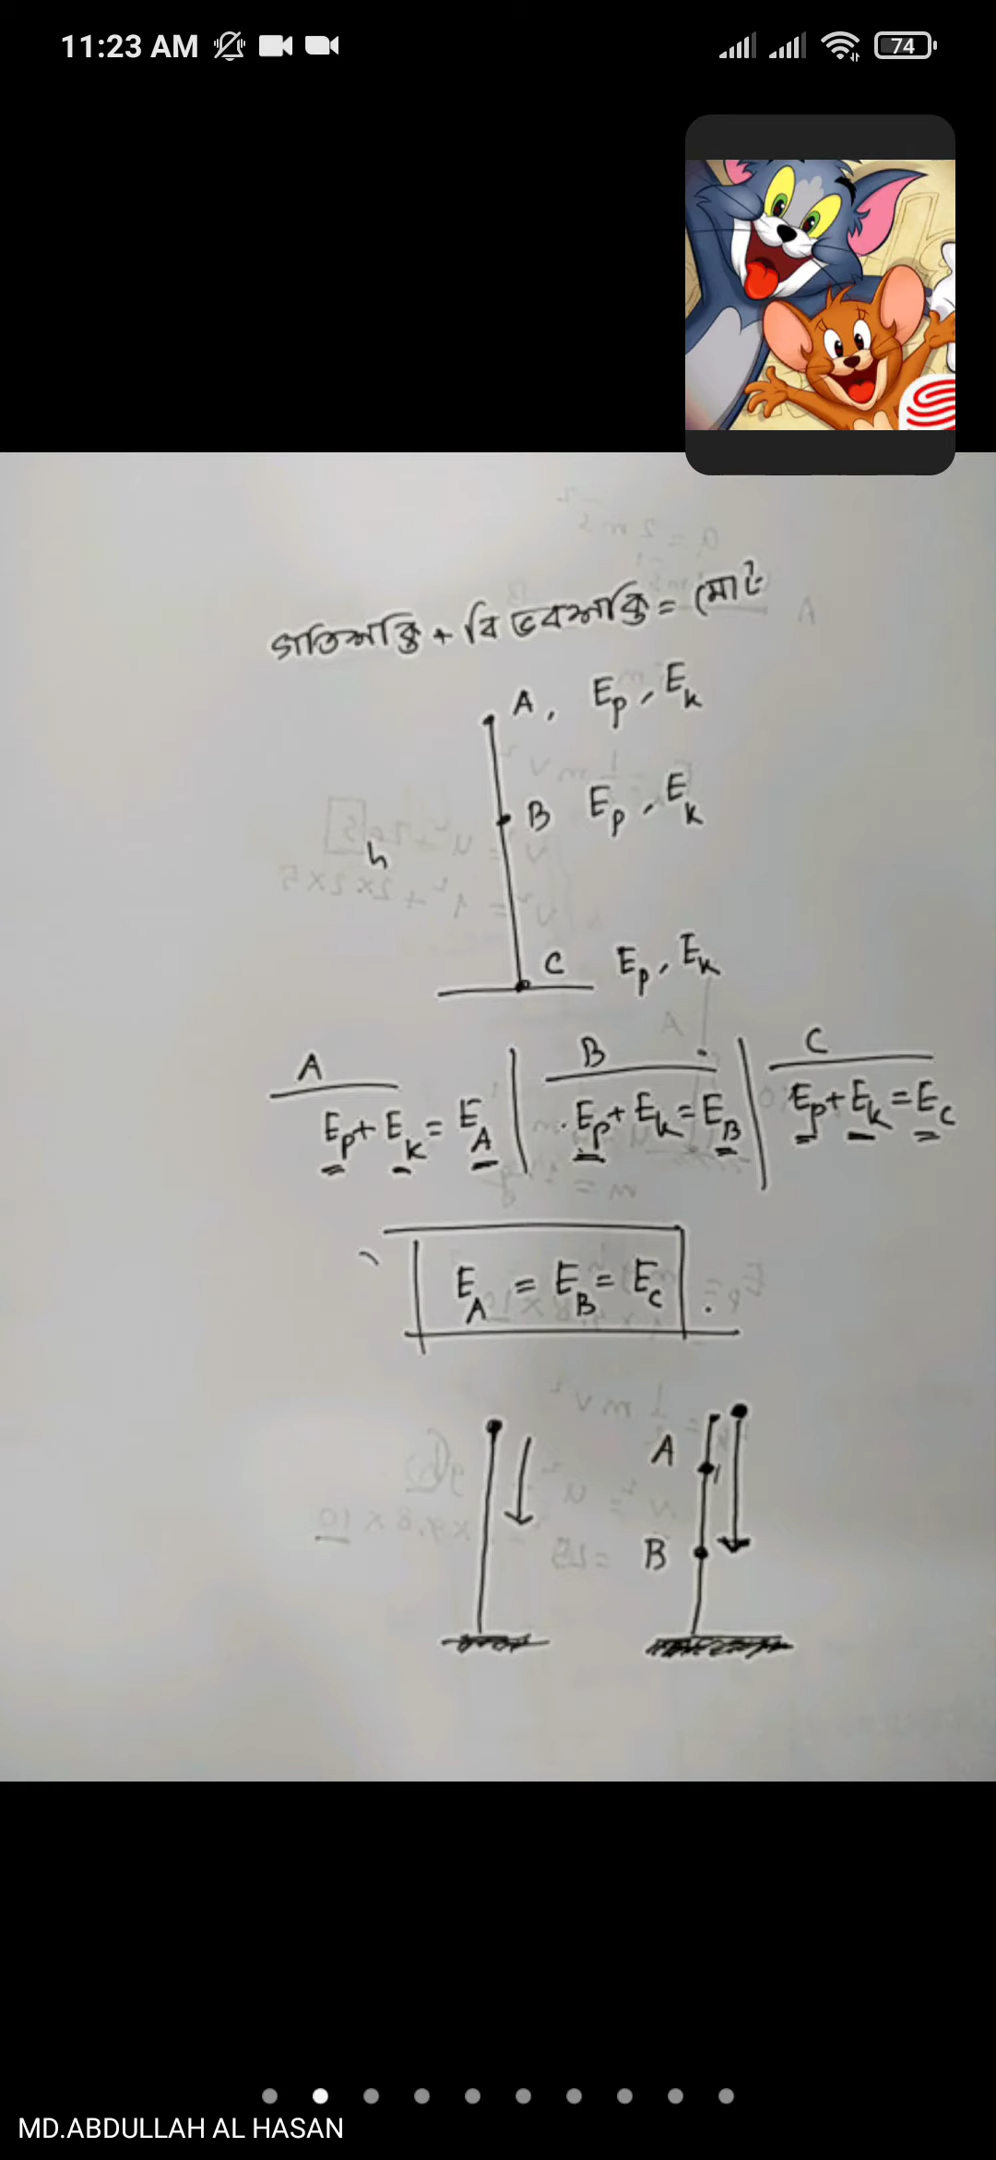 11:23 AM
74
গতিশক্তি + বিভবশক্তি = মোট
A, Ep, Ek
B Ep, Ek
h
C Ep, Ek
A B C
Ep + Ek = EA | Ep + Ek = EB | Ep + Ek = EC
EA = EB = EC
A
B
MD.ABDULLAH AL HASAN